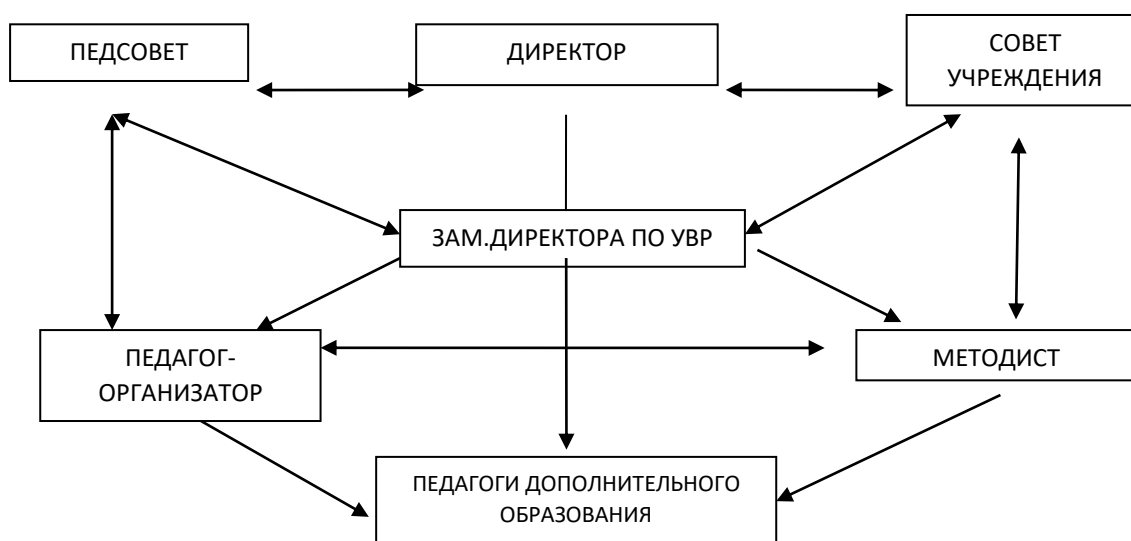 ПЕДСОВЕТ
ДИРЕКТОР
СОВЕТ
УЧРЕЖДЕНИЯ
ЗАМ.ДИРЕКТОРА ПО УВР
ПЕДАГОГ-
ОРГАНИЗАТОР
МЕТОДИСТ
ПЕДАГОГИ ДОПОЛНИТЕЛЬНОГО
ОБРАЗОВАНИЯ